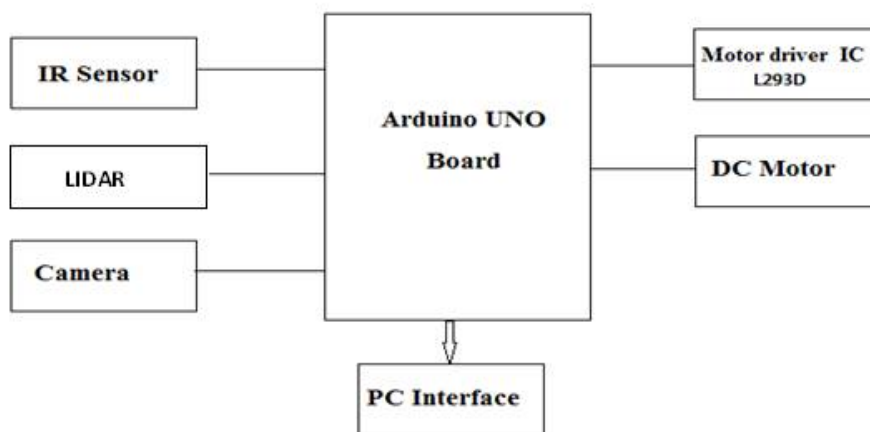 IR Sensor
LIDAR
Camera
Arduino UNO
Board
Motor driver IC
L293D
DC Motor
PC Interface